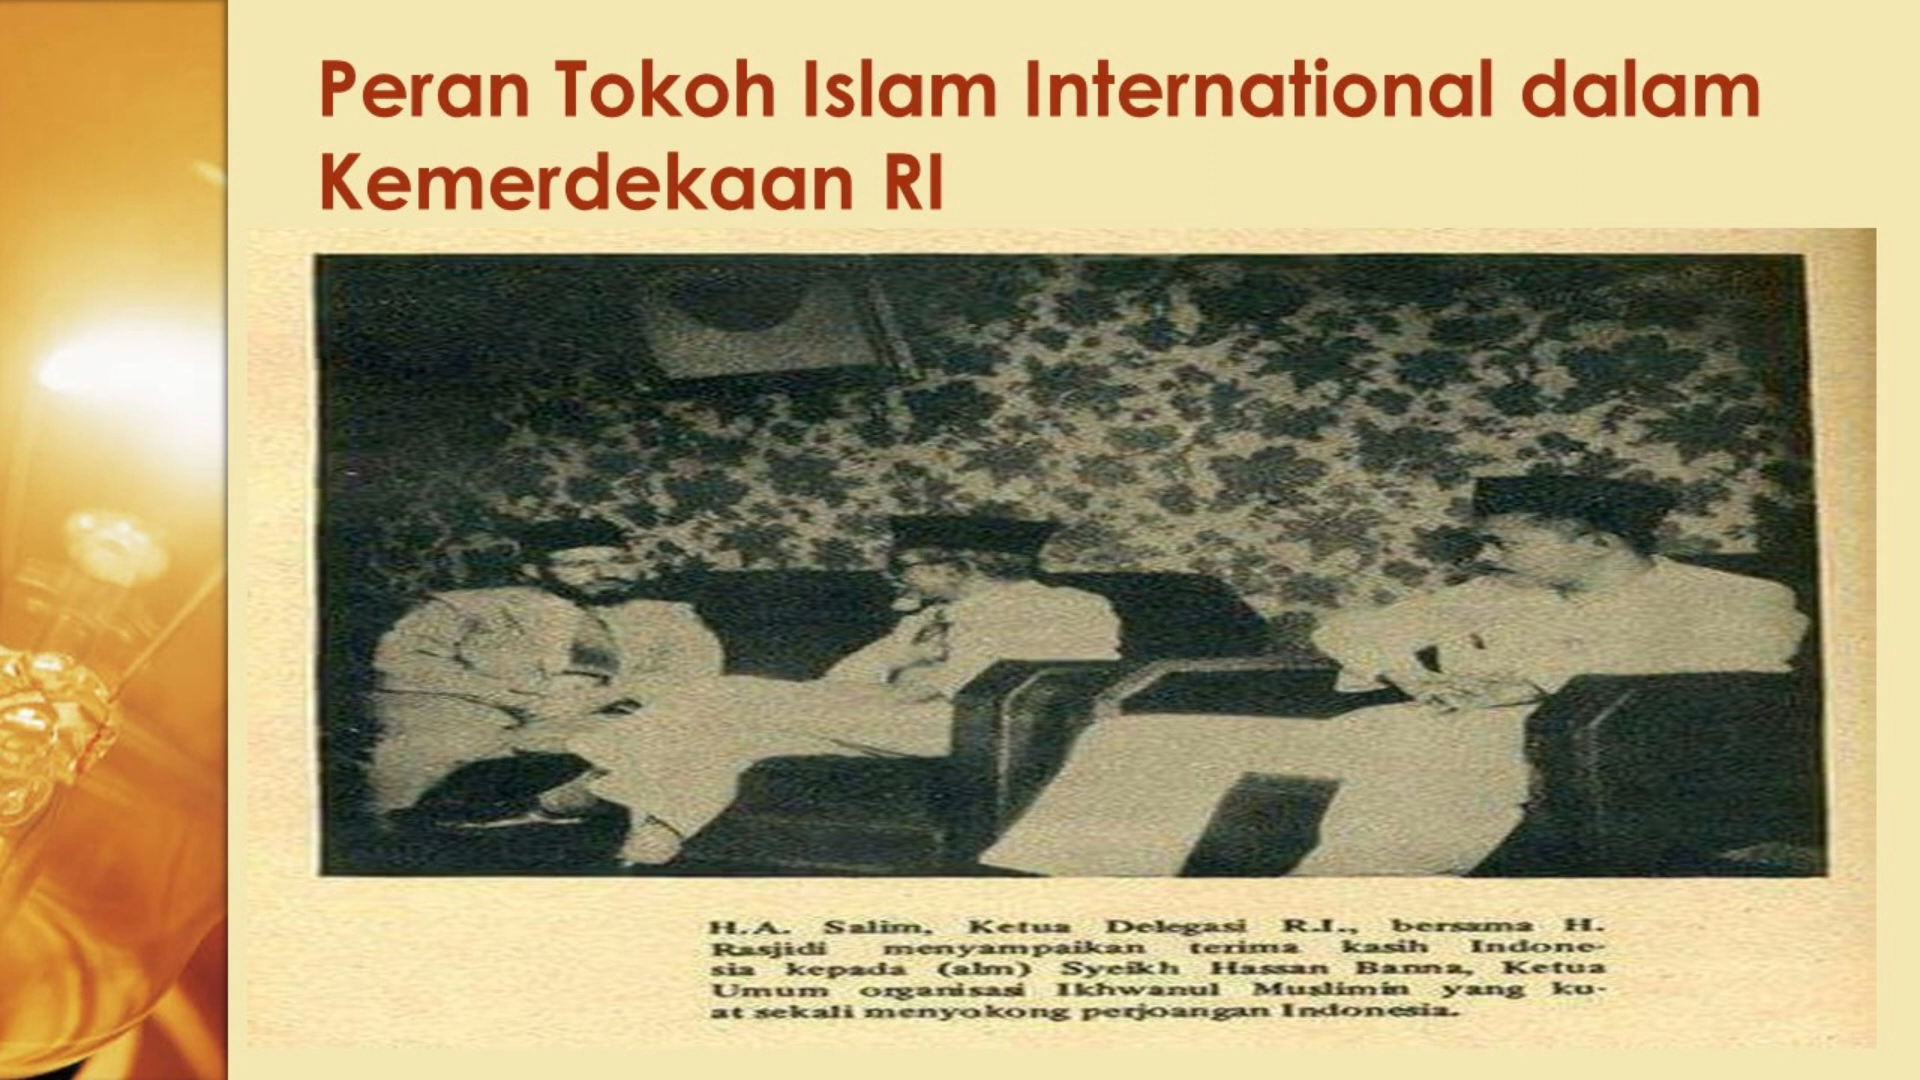 Peran Tokoh Islam International dalam
Kemerdekaan RI
H.A. Salim, Ketua Delegasi R.I., bersama H.
Rasjidi menyampaikan terima kasih Indone-
sia kepada (alm) Syeikh Hassan Banna, Ketua
Umum organisasi Ikhwanul Muslimin yang ku-
at sekali menyokong perjoangan Indonesia.